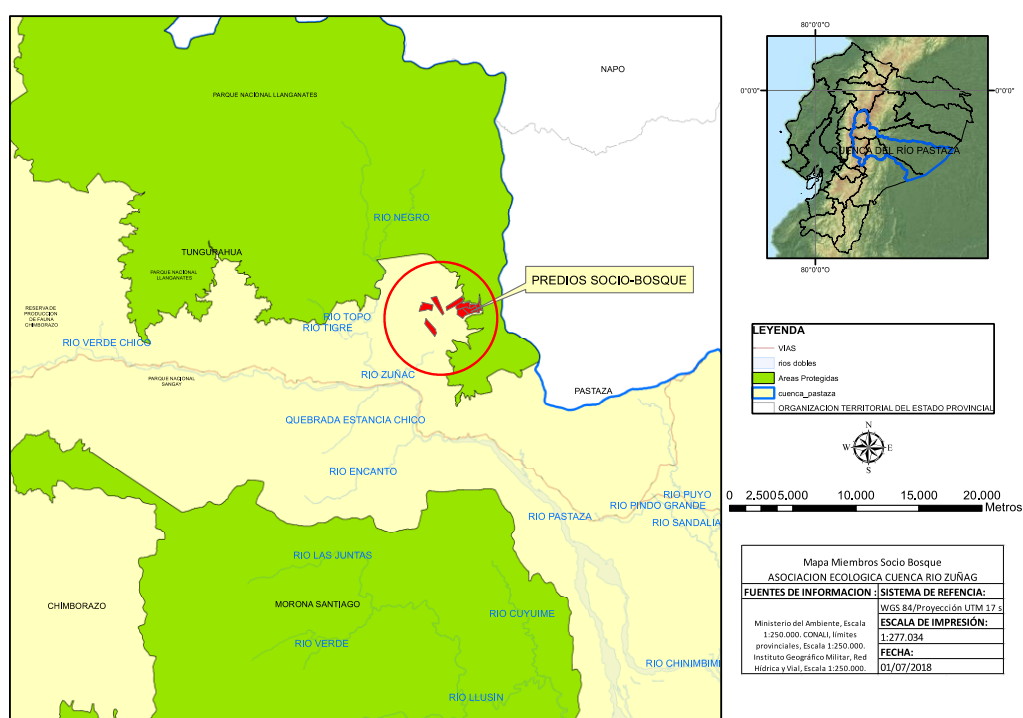 NAPO
PARQUE NACIONAL LLANGANATES
RIO NEGRO
TUNGURAHUA
PARQUE NACIONAL
LLANGANATES
PREDIOS SOCIO-BOSQUE
RESERVA DE
PRODUCCION
DE FAUNA
CHIMBORAZO
RIO TOPO
RIO TIGRE
RIO VERDE CHICO
RIO ZUÑAC
PARQUE NACIONAL
SANGAY
PASTAZA
QUEBRADA ESTANCIA CHICO
RIO ENCANTO
RIO PUYO
RIO PINDO GRANDE
RIO PASTAZA
RIO SANDALIA
RIO LAS JUNTAS
CHIMBORAZO
MORONA SANTIAGO
RIO CUYUIME
RIO VERDE
RIO CHINIMBIMI
RIO LLUSIN
80°0'0"O
0°0'0"
0°0'0"
CUENCA DEL RÍO PASTAZA
80°0'0"O
LEYENDA
VIAS
rios dobles
Areas Protegidas
cuenca_pastaza
ORGANIZACION TERRITORIAL DEL ESTADO PROVINCIAL
N
W E
S
0 2.500 5.000 10.000 15.000 20.000
Metros
Mapa Miembros Socio Bosque
ASOCIACION ECOLOGICA CUENCA RIO ZUÑAG
FUENTES DE INFORMACION :
Ministerio del Ambiente, Escala
1:250.000. CONALI, límites
provinciales, Escala 1:250.000.
Instituto Geográfico Militar, Red
Hídrica y Vial, Escala 1:250.000.
SISTEMA DE REFENCIA:
WGS 84/Proyección UTM 17 s
ESCALA DE IMPRESIÓN:
1:277.034
FECHA:
01/07/2018